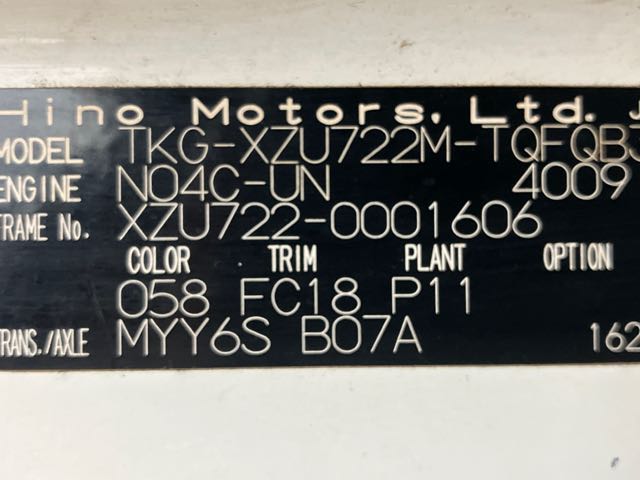 Hino Motors, Ltd. J
MODEL TKG-XZU722M-TQFQB3
ENGINE N04C-UN 4009
FRAME No. XZU722-0001606
COLOR TRIM PLANT OPTION
058 FC18 P11
TRANS./AXLE MYY6S B07A 162